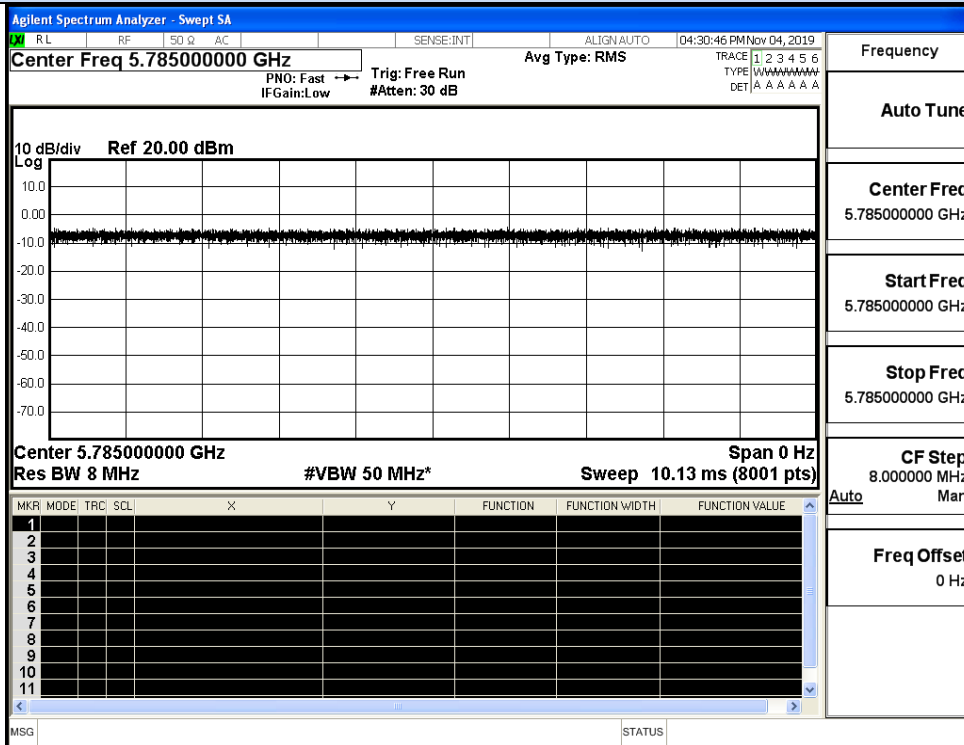 Agilent Spectrum Analyzer - Swept SA
LXI RL RF 50 Ω AC SENSE:INT ALIGN AUTO 04:30:46 PM Nov 04, 2019
Center Freq 5.785000000 GHz
Avg Type: RMS
TRACE 1 2 3 4 5 6
PNO: Fast
Trig: Free Run
TYPE WWWWWW
IFGain:Low
#Atten: 30 dB
DET A A A A A A
10 dB/div Ref 20.00 dBm
Log
10.0
0.00
-10.0
-20.0
-30.0
-40.0
-50.0
-60.0
-70.0
Center 5.785000000 GHz Span 0 Hz
Res BW 8 MHz #VBW 50 MHz* Sweep 10.13 ms (8001 pts)
MKR MODE TRC SCL X Y FUNCTION FUNCTION WIDTH FUNCTION VALUE
1
2
3
4
5
6
7
8
9
10
11
MSG STATUS
Frequency
Auto Tune
Center Freq
5.785000000 GHz
Start Freq
5.785000000 GHz
Stop Freq
5.785000000 GHz
CF Step
8.000000 MHz
Auto Man
Freq Offset
0 Hz